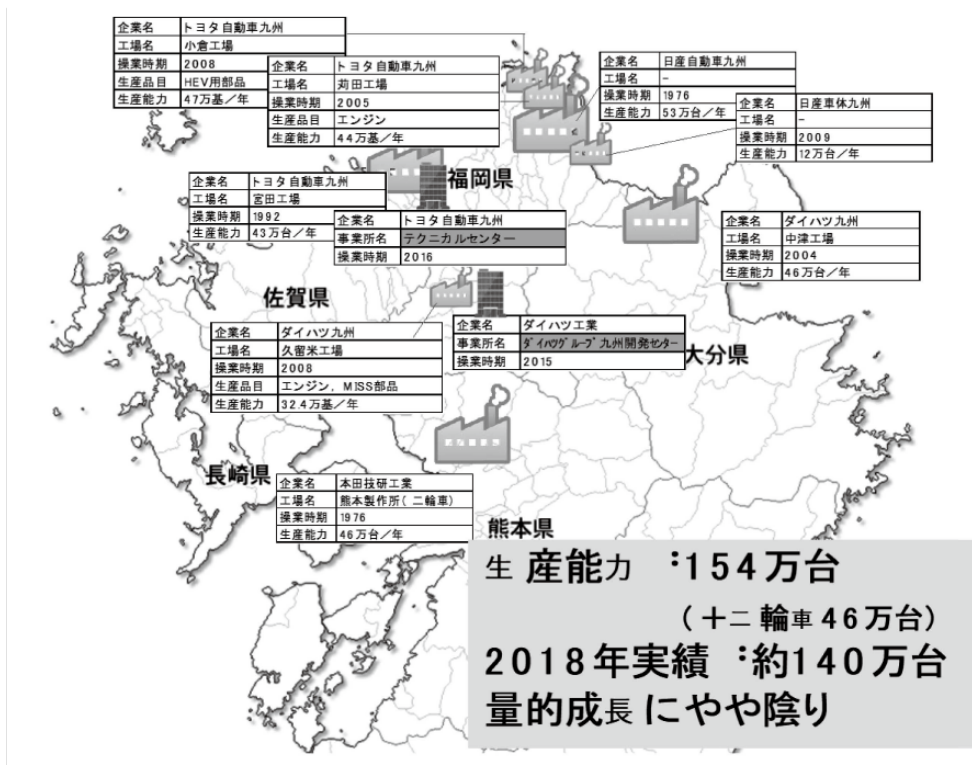 企業名 トヨタ自動車九州
工場名 小倉工場
操業時期 2008
生産品目 HEV用部品
生産能力 47万基／年
企業名 トヨタ自動車九州
工場名 苅田工場
操業時期 2005
生産品目 エンジン
生産能力 44万基／年
企業名 日産自動車九州
工場名 -
操業時期 1976
生産能力 53万台／年
企業名 日産車休九州
工場名 -
操業時期 2009
生産能力 12万台／年
企業名 トヨタ自動車九州
工場名 宮田工場
操業時期 1992
生産能力 43万台／年
福岡県
企業名 トヨタ自動車九州
事業所名 テクニカルセンター
操業時期 2016
企業名 ダイハツ九州
工場名 中津工場
操業時期 2004
生産能力 46万台／年
佐賀県
企業名 ダイハツ九州
工場名 久留米工場
操業時期 2008
生産品目 エンジン，MISS部品
生産能力 32.4万基／年
企業名 ダイハツ工業
事業所名 ﾀﾞｲﾊﾂｸﾞﾙｰﾌﾟ九州開発ｾﾝﾀｰ
操業時期 2015
大分県
長崎県
企業名 本田技研工業
工場名 熊本製作所(二輪車)
操業時期 1976
生産能力 46万台／年
熊本県
生産能力：154万台
(十二輪車46万台)
2018年実績：約140万台
量的成長にやや陰り